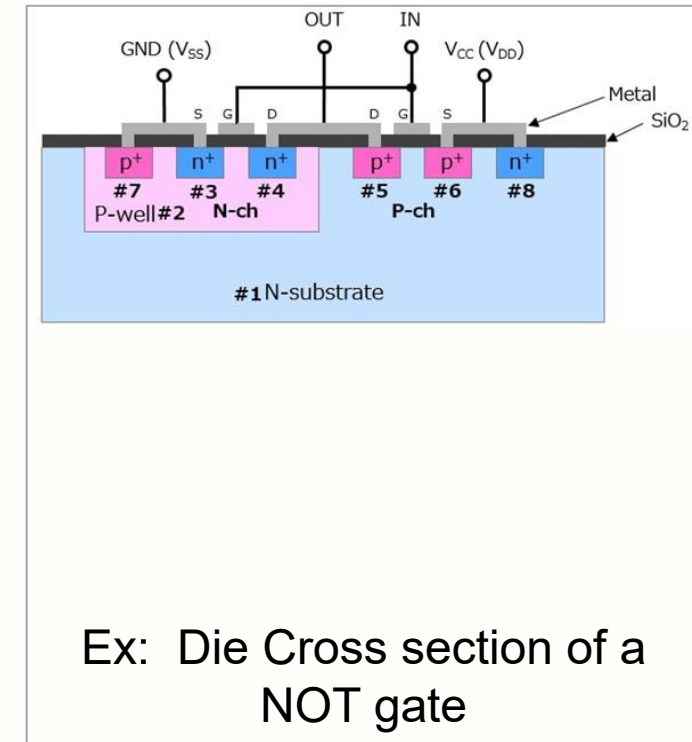 OUT IN
GND (VSS) VCC (VDD)
Metal
SiO2
S G D D G S
p+ n+ n+ p+ p+ n+
#7 #3 #4 #5 #6 #8
P-well #2 N-ch P-ch
#1 N-substrate
Ex: Die Cross section of a
NOT gate